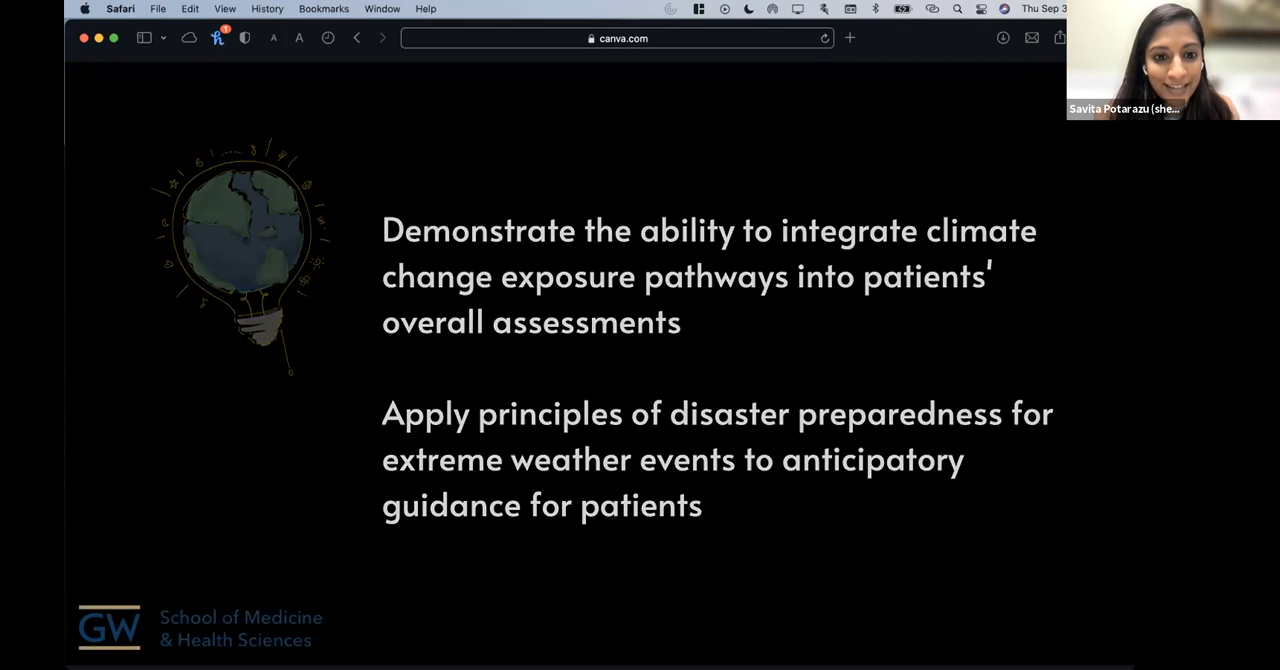 Safari File Edit View History Bookmarks Window Help Thu Sep 3
1 A A canva.com
Savita Potarazu (she...
Demonstrate the ability to integrate climate
change exposure pathways into patients'
overall assessments
Apply principles of disaster preparedness for
extreme weather events to anticipatory
guidance for patients
GW School of Medicine
& Health Sciences